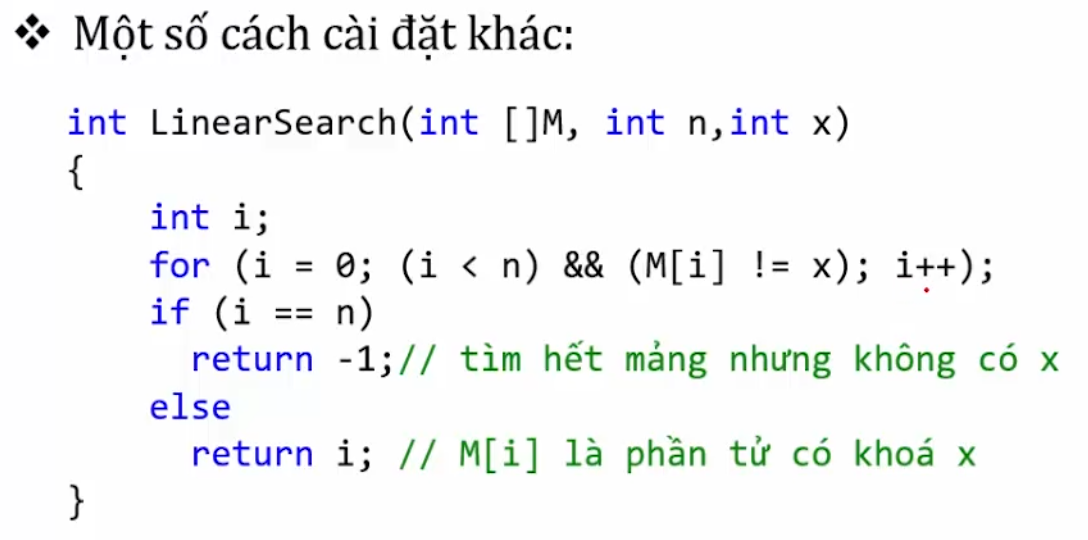 ❖ Một số cách cài đặt khác:
int LinearSearch(int []M, int n,int x)
{
int i;
for (i = 0; (i < n) && (M[i] != x); i++);
if (i == n)
return -1;// tìm hết mảng nhưng không có x
else
return i; // M[i] là phần tử có khoá x
}